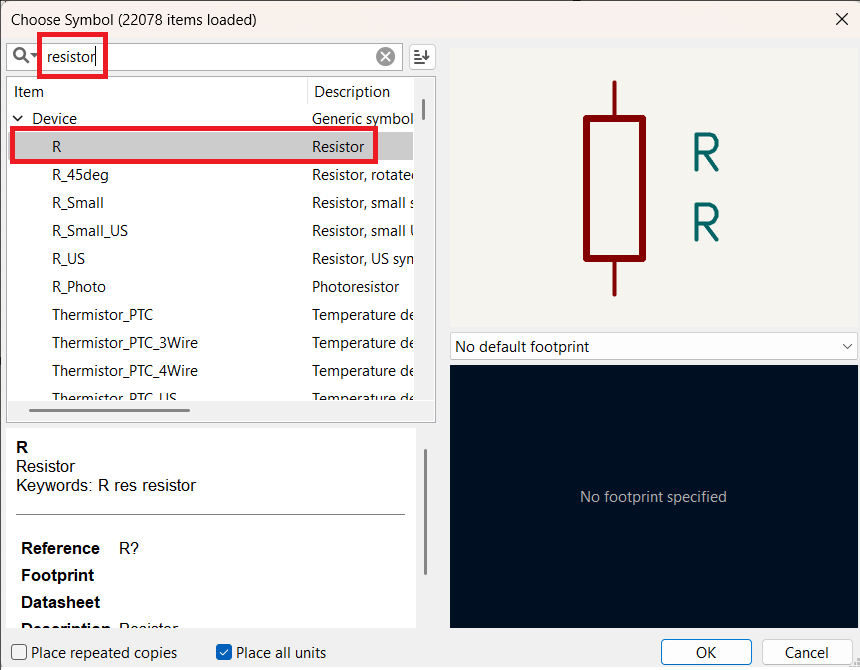 Choose Symbol (22078 items loaded)
resistor
Item Description
Device Generic symbol
R Resistor
R_45deg Resistor, rotate
R_Small Resistor, small s
R_Small_US Resistor, small
R_US Resistor, US sym
R_Photo Photoresistor
Thermistor_PTC Temperature de
Thermistor_PTC_3Wire Temperature de
Thermistor_PTC_4Wire Temperature de
Thermistor_PTC_US Temperature de
R
R
No default footprint
No footprint specified
R
Resistor
Keywords: R res resistor
Reference R?
Footprint
Datasheet
Description Resistor
Place repeated copies
Place all units
OK
Cancel